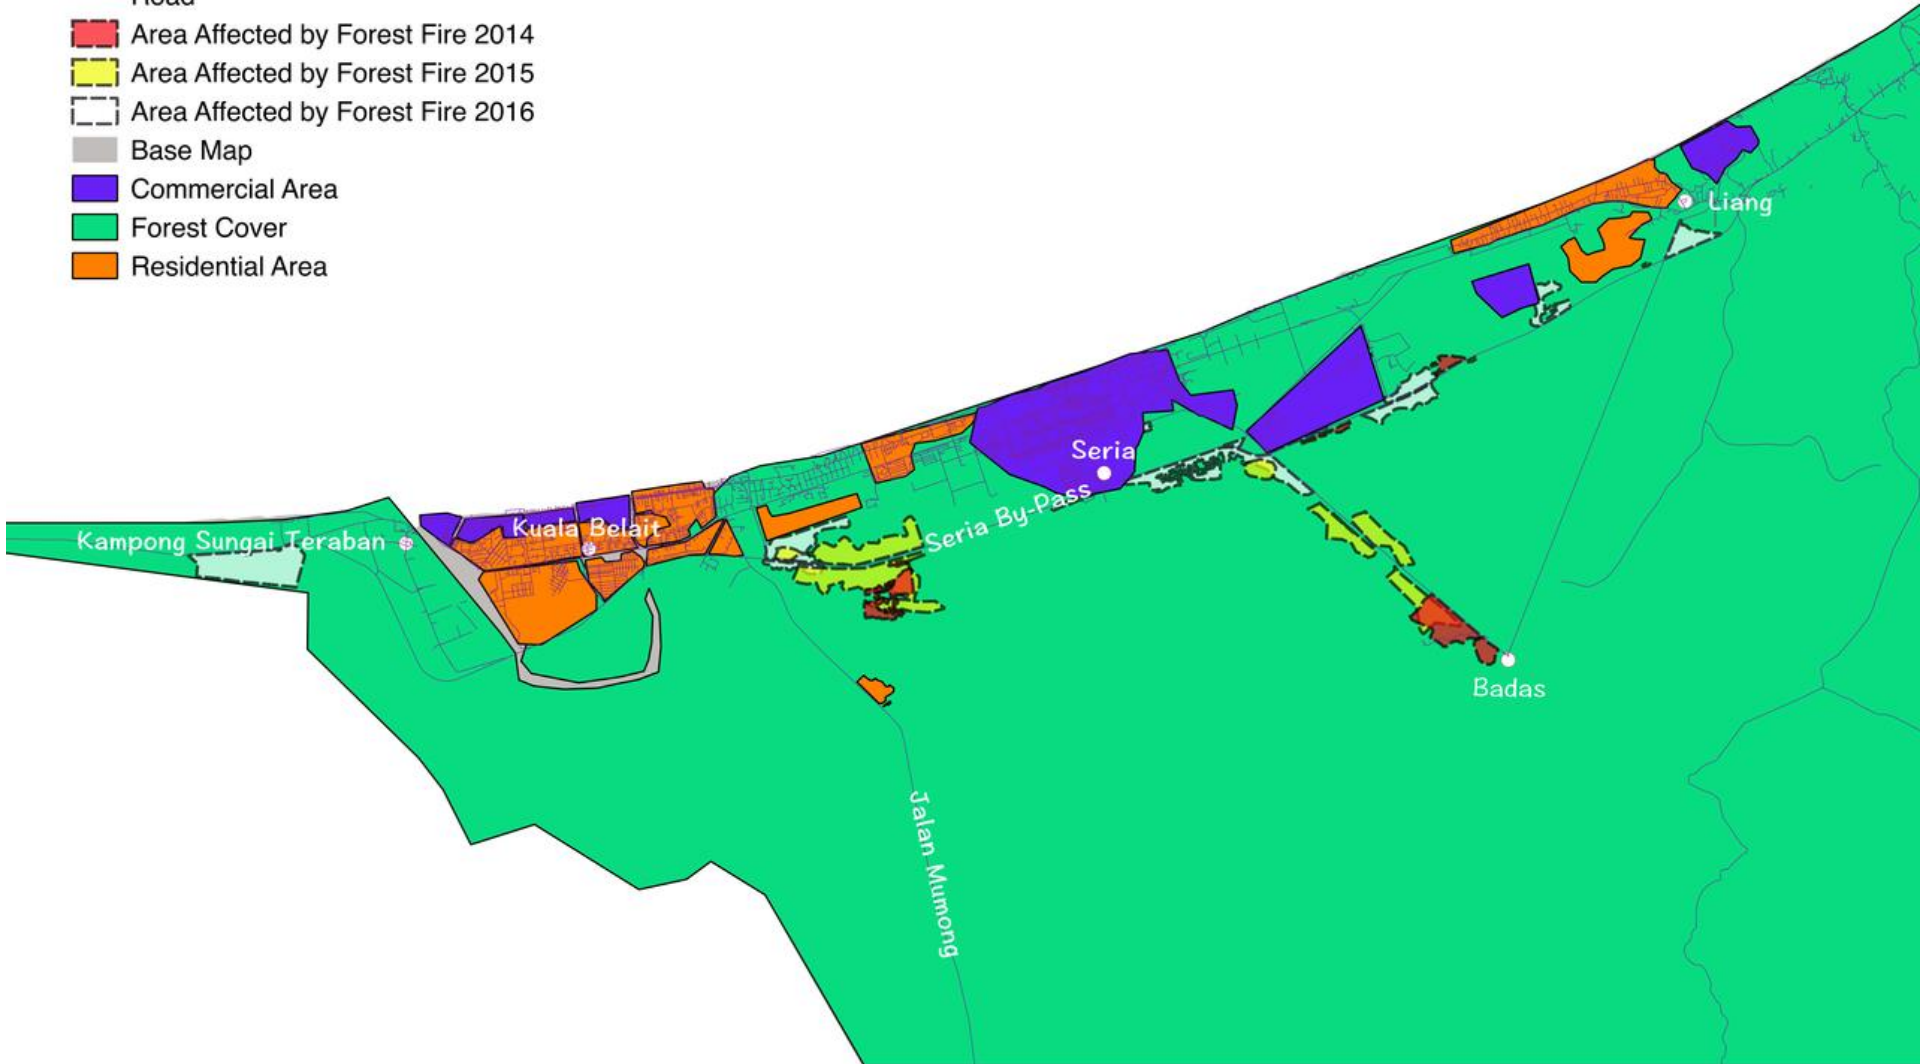 Road
Area Affected by Forest Fire 2014
Area Affected by Forest Fire 2015
Area Affected by Forest Fire 2016
Base Map
Commercial Area
Forest Cover
Residential Area
Liang
Seria
Seria By-Pass
Kuala Belait
Kampong Sungai Teraban
Badas
Jalan Mumong